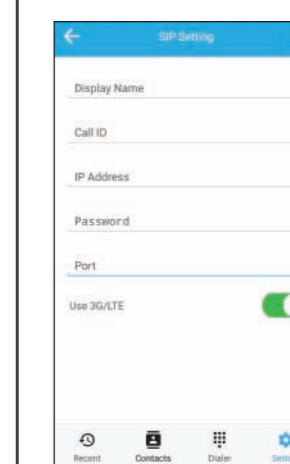 SIP Setting
Display Name
Call ID
IP Address
Password
Port
Use 3G/LTE
Recent Contacts Dialer